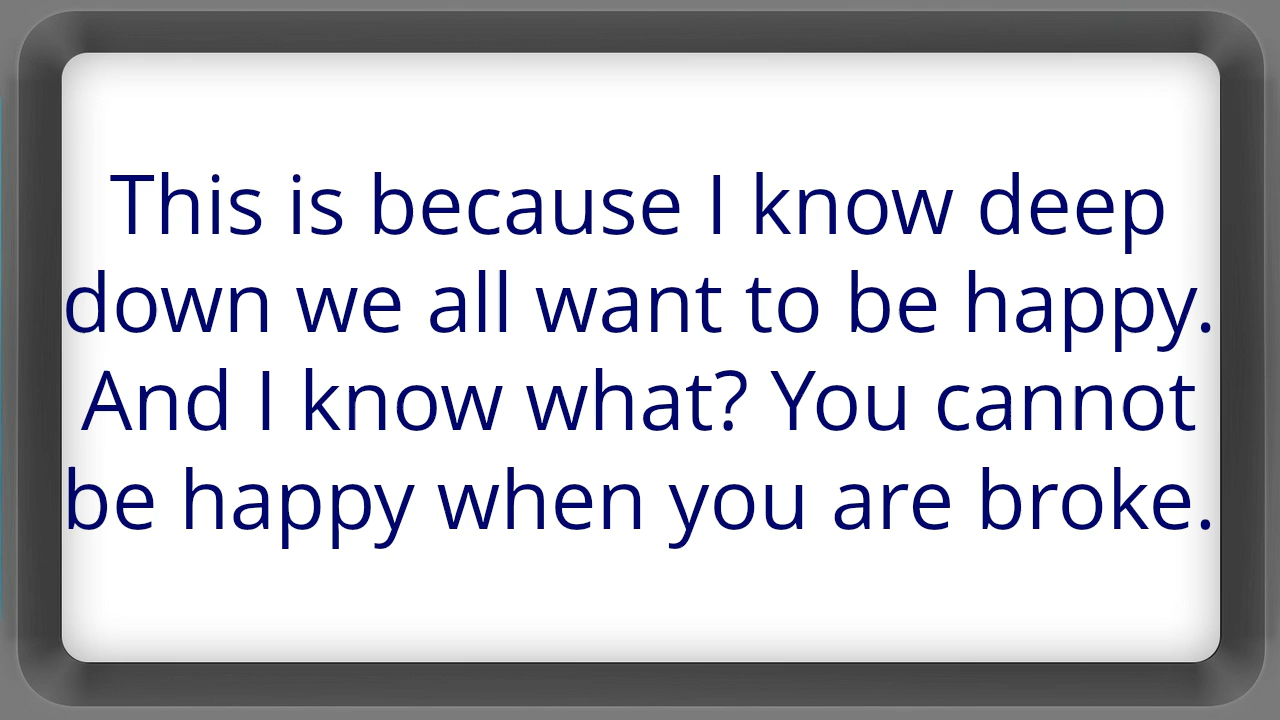 This is because I know deep
down we all want to be happy.
And I know what? You cannot
be happy when you are broke.